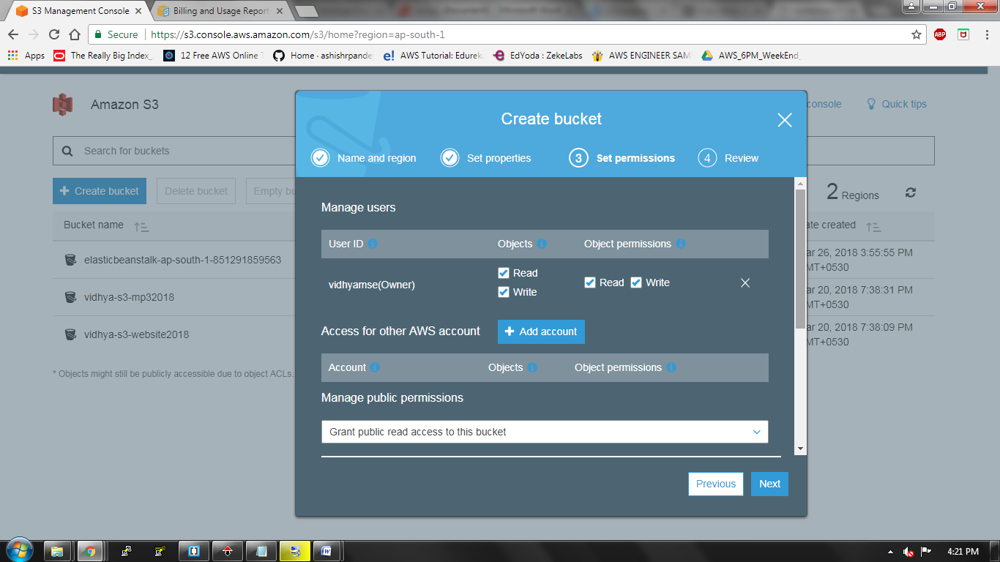 S3 Management Console
Billing and Usage Report
Secure https://s3.console.aws.amazon.com/s3/home?region=ap-south-1
ABP
Apps The Really Big Index_ 12 Free AWS Online Home · ashishrpande e! AWS Tutorial: Edurek EdYoda : ZekeLabs AWS ENGINEER SAM AWS_6PM_WeekEnd_
Amazon S3
console Quick tips
Search for buckets
Create bucket Delete bucket Empty bu
2 Regions
Bucket name
ate created
elasticbeanstalk-ap-south-1-851291859563
ar 26, 2018 3:55:55 PM
MT+0530
vidhya-s3-mp32018
ar 20, 2018 7:38:31 PM
MT+0530
vidhya-s3-website2018
ar 20, 2018 7:38:09 PM
MT+0530
* Objects might still be publicly accessible due to object ACLs.
Create bucket
Name and region Set properties 3 Set permissions 4 Review
Manage users
User ID Objects Object permissions
vidhyamse(Owner)
Read
Write
Read Write
Access for other AWS account Add account
Account Objects Object permissions
Manage public permissions
Grant public read access to this bucket
Previous Next
W
4:21 PM